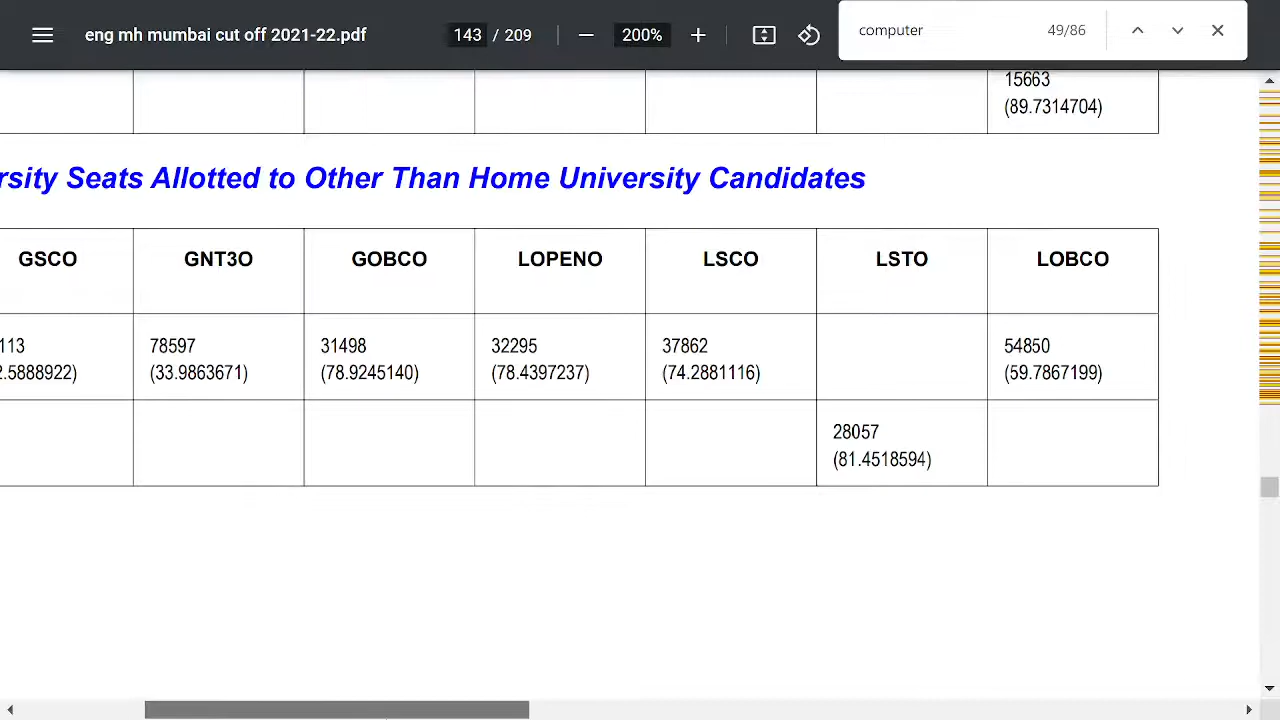 eng mh mumbai cut off 2021-22.pdf 143 / 209 200% computer 49/86
15663
(89.7314704)
rsity Seats Allotted to Other Than Home University Candidates
GSCO GNT3O GOBCO LOPENO LSCO LSTO LOBCO
113 78597 31498 32295 37862 54850
2.5888922) (33.9863671) (78.9245140) (78.4397237) (74.2881116) (59.7867199)
28057
(81.4518594)